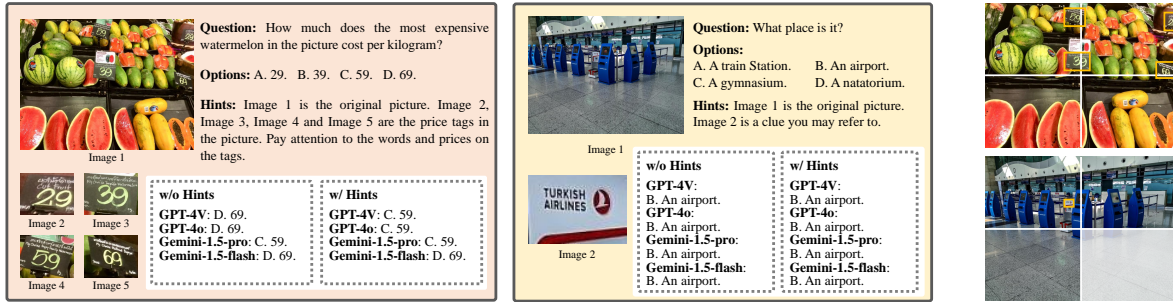 Question: How much does the most expensive
watermelon in the picture cost per kilogram?
Options: A. 29. B. 39. C. 59. D. 69.
Hints: Image 1 is the original picture. Image 2,
Image 3, Image 4 and Image 5 are the price tags in
the picture. Pay attention to the words and prices on
the tags.
Image 1
29
Image 2
39
Image 3
59
Image 4
69
Image 5
w/o Hints
GPT-4V: D. 69.
GPT-4o: D. 69.
Gemini-1.5-pro: C. 59.
Gemini-1.5-flash: D. 69.
w/ Hints
GPT-4V: C. 59.
GPT-4o: C. 59.
Gemini-1.5-pro: C. 59.
Gemini-1.5-flash: D. 69.
Question: What place is it?
Options:
A. A train Station. B. An airport.
C. A gymnasium. D. A natatorium.
Hints: Image 1 is the original picture.
Image 2 is a clue you may refer to.
Image 1
TURKISH
AIRLINES
Image 2
w/o Hints
GPT-4V:
B. An airport.
GPT-4o:
B. An airport.
Gemini-1.5-pro:
B. An airport.
Gemini-1.5-flash:
B. An airport.
w/ Hints
GPT-4V:
B. An airport.
GPT-4o:
B. An airport.
Gemini-1.5-pro:
B. An airport.
Gemini-1.5-flash:
B. An airport.